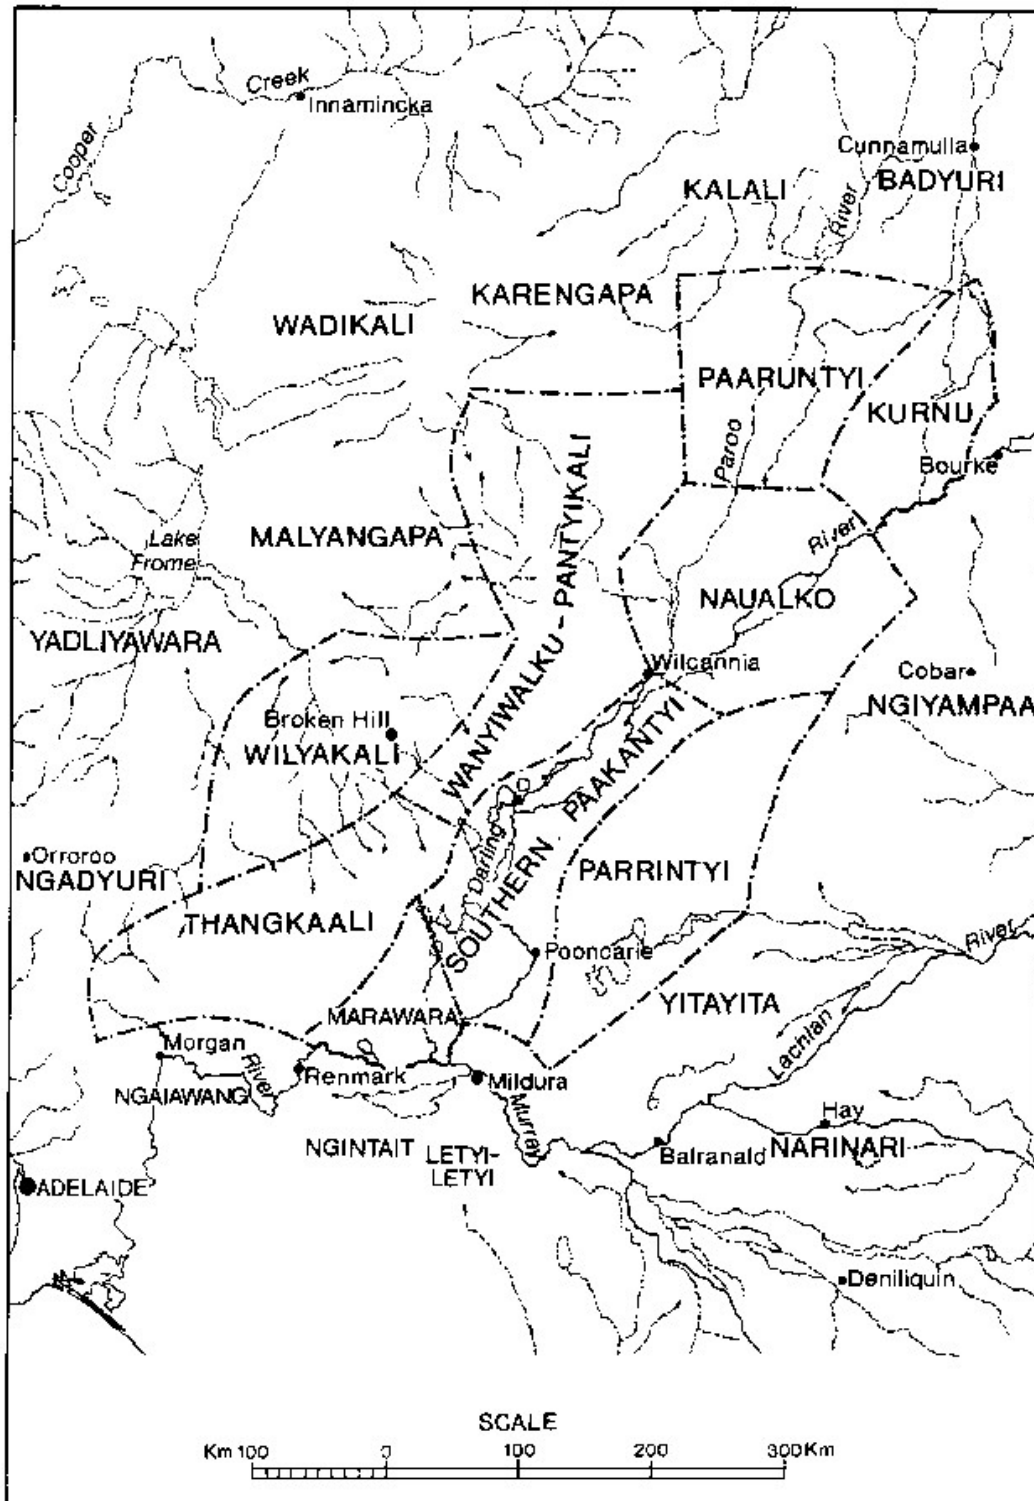 Creek
Innamincka
Cooper
Cunnamulla
BADYURI
KALALI
River
KARENGAPA
WADIKALI
PAARUNTYI
KURNU
Paroo
Bourke
WANYIWALKU - PANTYIKALI
MALYANGAPA
Lake
Frome
River
NAUALKO
YADLIYAWARA
Wilcannia
Cobar
NGIYAMPAA
Broken Hill
WILYAKALI
SOUTHERN PAAKANTYI
Darling
Orroroo
NGADYURI
PARRINTYI
THANGKAALI
Pooncarie
River
YITAYITA
MARAWARA
Lachlan
Morgan
River
Renmark
Mildura
NGAIAWANG
Murray
Hay
NGINTAIT
LETYI-
LETYI
Balranald
NARINARI
ADELAIDE
Deniliquin
SCALE
Km 100 0 100 200 300 Km